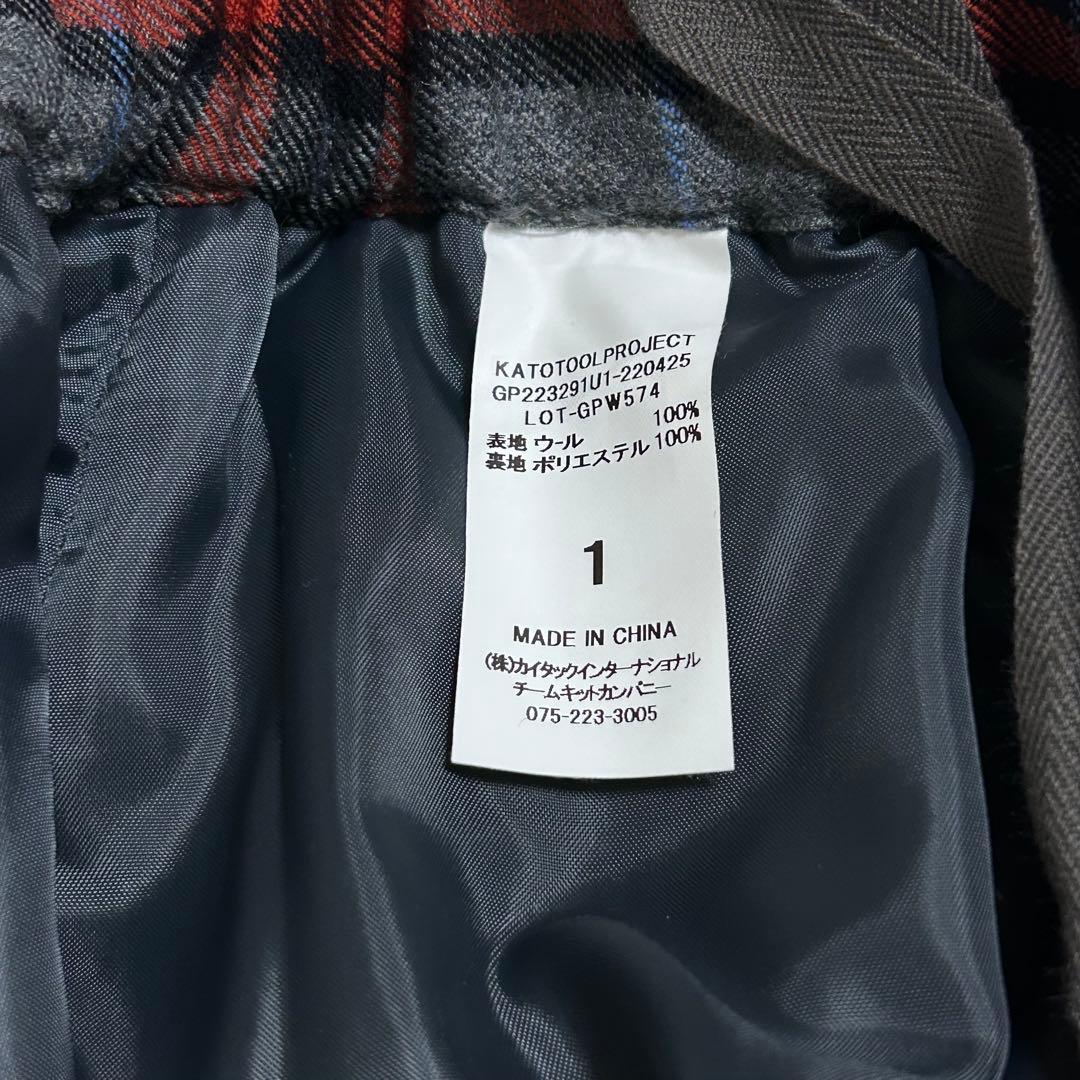 KATOTOOLPROJECT
GP223291U1-220425
LOT-GPW574
表地 ウール 100%
裏地 ポリエステル 100%
1
MADE IN CHINA
(株)カイタックインターナショナル
チームキットカンパニー
075-223-3005